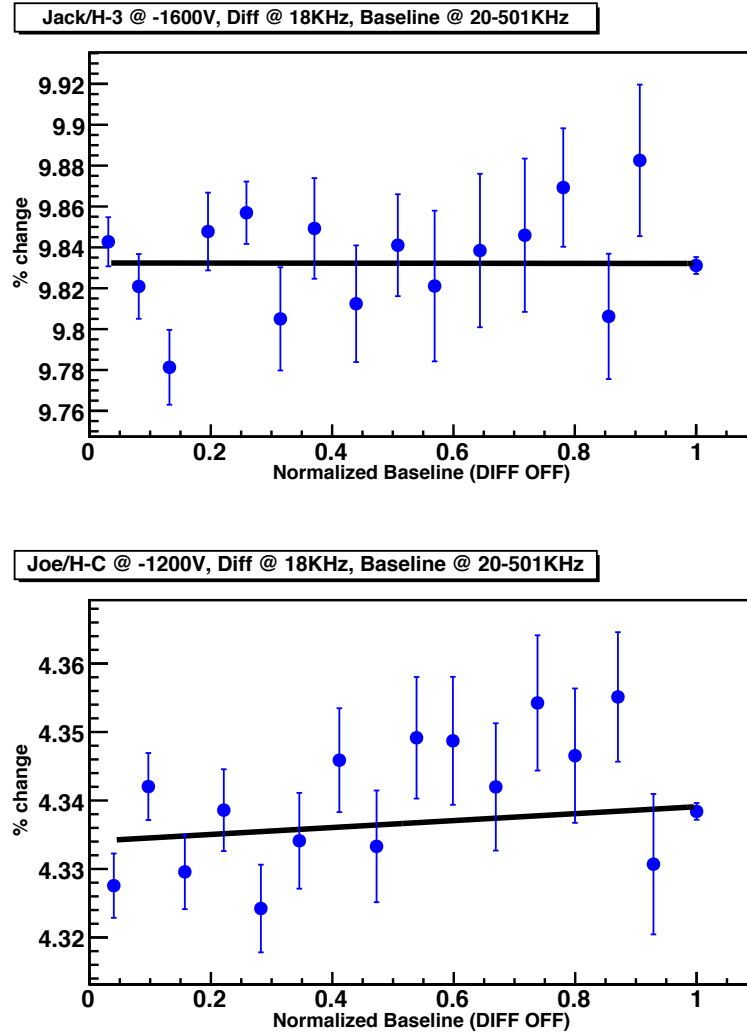 Jack/H-3 @ -1600V, Diff @ 18KHz, Baseline @ 20-501KHz
% change
9.92
9.9
9.88
9.86
9.84
9.82
9.8
9.78
9.76
0 0.2 0.4 0.6 0.8 1
Normalized Baseline (DIFF OFF)
Joe/H-C @ -1200V, Diff @ 18KHz, Baseline @ 20-501KHz
% change
4.36
4.35
4.34
4.33
4.32
0 0.2 0.4 0.6 0.8 1
Normalized Baseline (DIFF OFF)